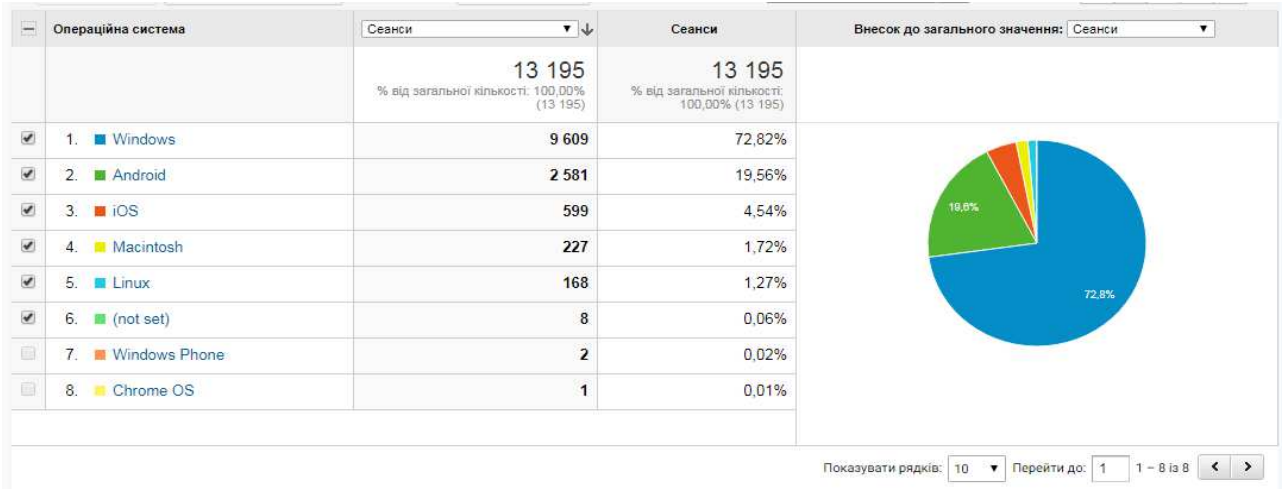 Операційна система
Сеанси
Сеанси
Внесок до загального значення: Сеанси
13 195
% від загальної кількості: 100,00%
(13 195)
13 195
% від загальної кількості:
100,00% (13 195)
1. Windows 9 609 72,82%
2. Android 2 581 19,56%
3. iOS 599 4,54%
4. Macintosh 227 1,72%
5. Linux 168 1,27%
6. (not set) 8 0,06%
7. Windows Phone 2 0,02%
8. Chrome OS 1 0,01%
19,6%
72,8%
Показувати рядків: 10 Перейти до: 1 1 – 8 із 8